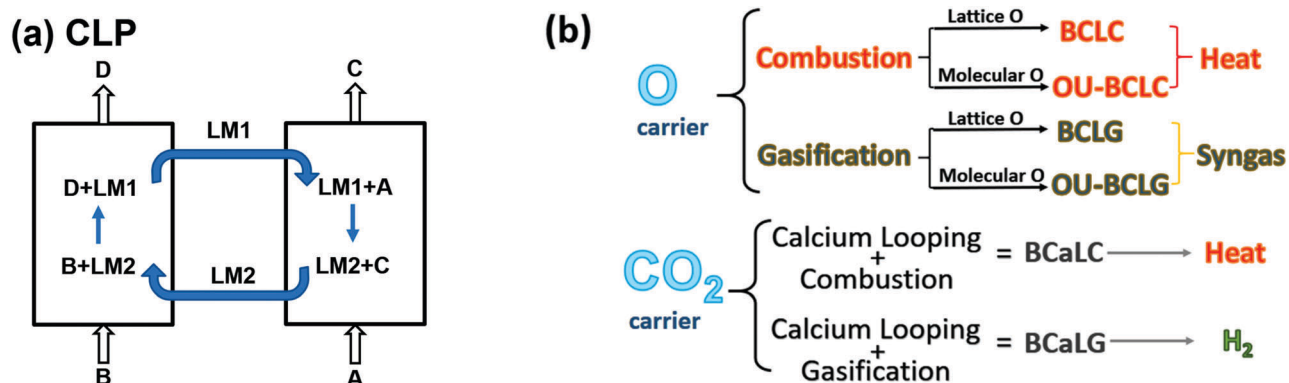 (a) CLP
D
C
LM1
D+LM1
LM1+A
B+LM2
LM2+C
LM2
B
A
(b)
O
carrier
Combustion
Lattice O
BCLC
Molecular O
OU-BCLC
Heat
Gasification
Lattice O
BCLG
Molecular O
OU-BCLG
Syngas
CO₂
carrier
Calcium Looping
+
Combustion
= BCaLC
Heat
Calcium Looping
+
Gasification
= BCaLG
H₂